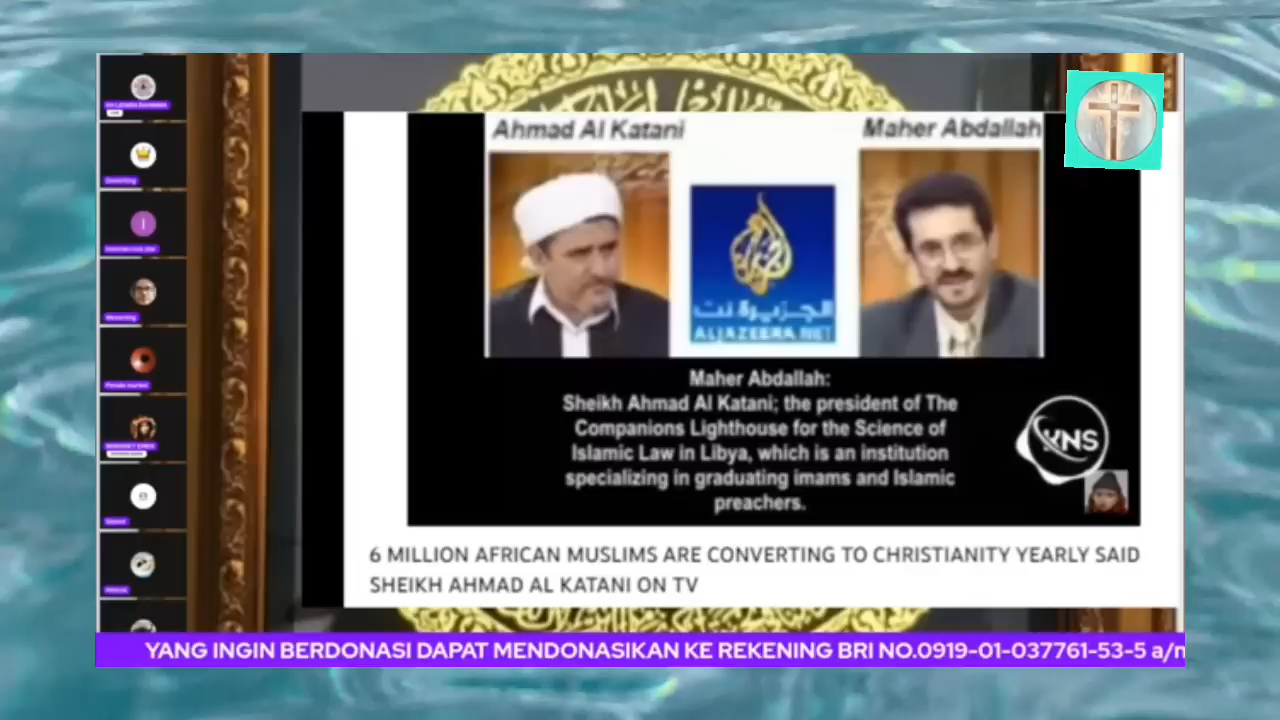 Ahmad Al Katani
Maher Abdallah
الجزيرة نت
ALJAZEERA.NET
Maher Abdallah:
Sheikh Ahmad Al Katani; the president of The
Companions Lighthouse for the Science of
Islamic Law in Libya, which is an institution
specializing in graduating imams and Islamic
preachers.
KNS
6 MILLION AFRICAN MUSLIMS ARE CONVERTING TO CHRISTIANITY YEARLY SAID
SHEIKH AHMAD AL KATANI ON TV
YANG INGIN BERDONASI DAPAT MENDONASIKAN KE REKENING BRI NO.0919-01-037761-53-5 a/n